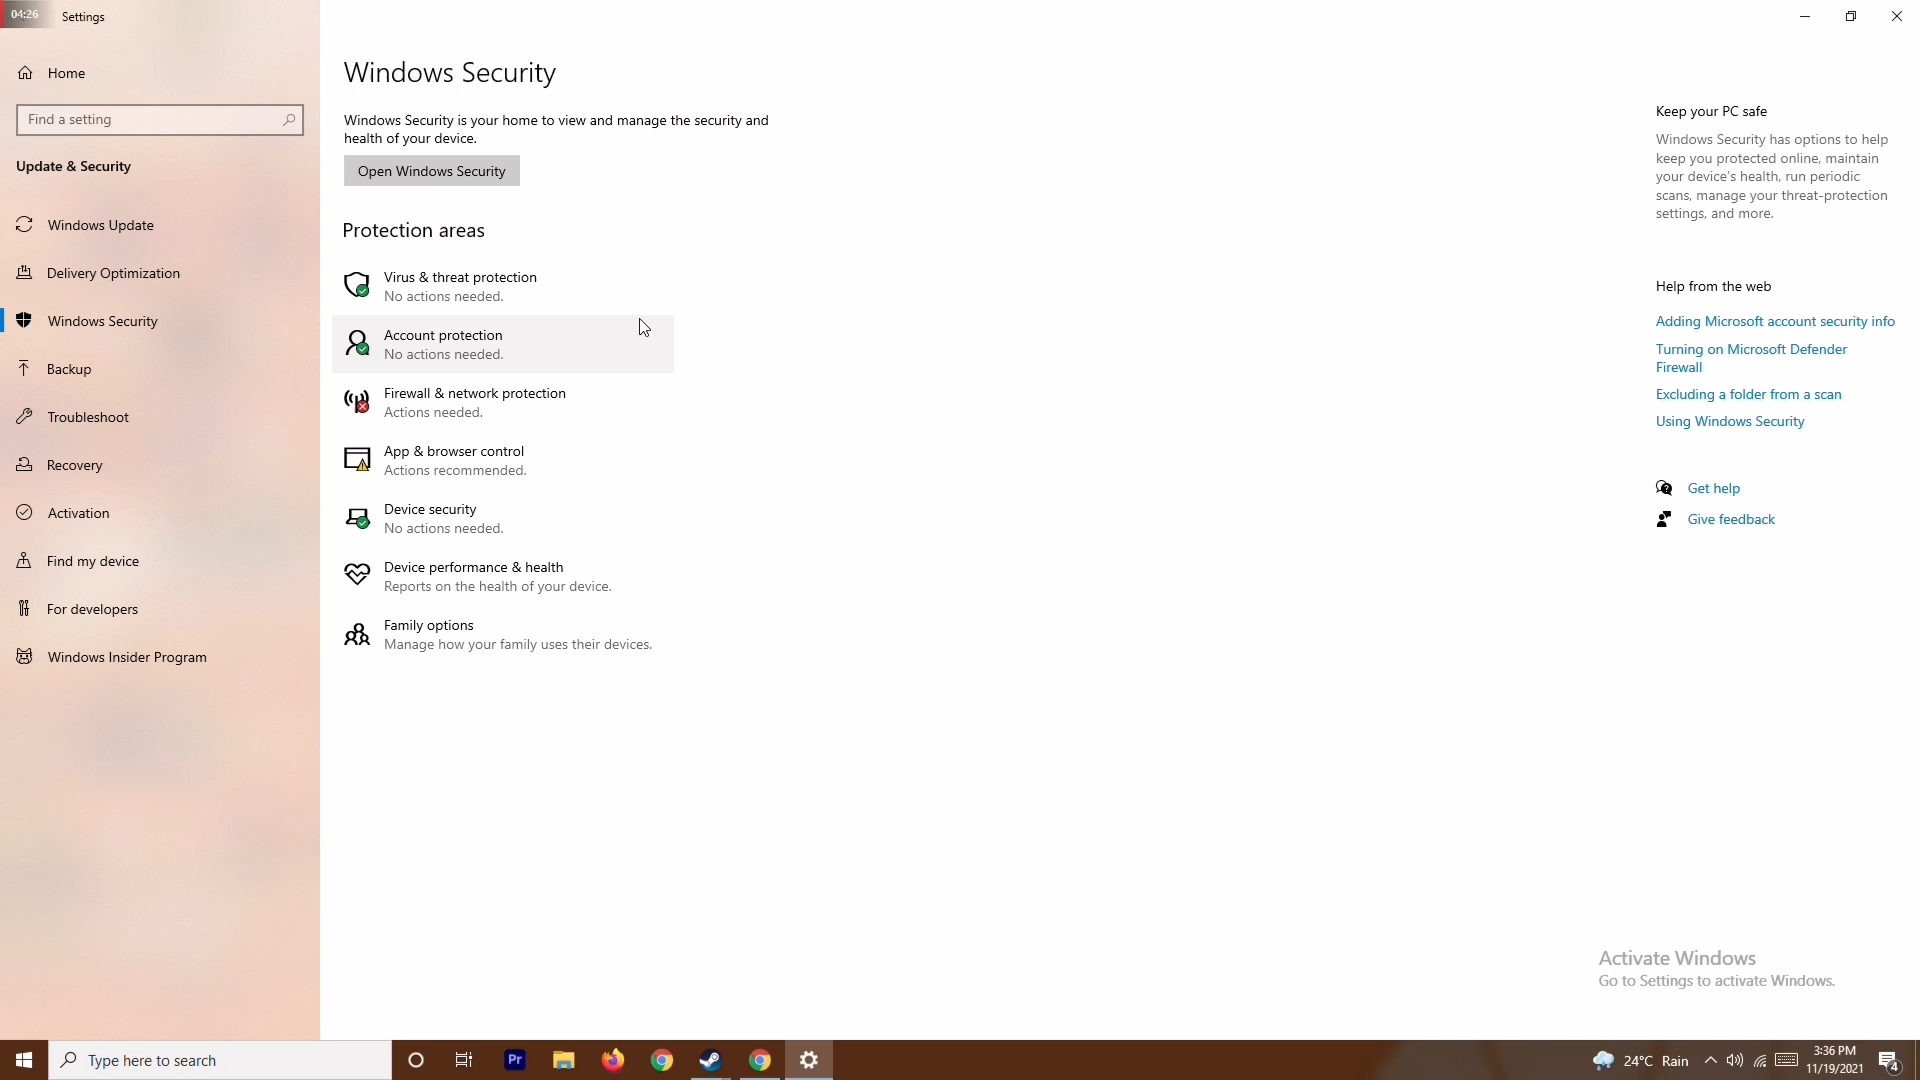 04:26
Settings
Home
Find a setting
Update & Security
Windows Update
Delivery Optimization
Windows Security
Backup
Troubleshoot
Recovery
Activation
Find my device
For developers
Windows Insider Program
Windows Security
Windows Security is your home to view and manage the security and
health of your device.
Open Windows Security
Protection areas
Virus & threat protection
No actions needed.
Account protection
No actions needed.
Firewall & network protection
Actions needed.
App & browser control
Actions recommended.
Device security
No actions needed.
Device performance & health
Reports on the health of your device.
Family options
Manage how your family uses their devices.
Keep your PC safe
Windows Security has options to help
keep you protected online, maintain
your device's health, run periodic
scans, manage your threat-protection
settings, and more.
Help from the web
Adding Microsoft account security info
Turning on Microsoft Defender
Firewall
Excluding a folder from a scan
Using Windows Security
Get help
Give feedback
Activate Windows
Go to Settings to activate Windows.
Type here to search
Pr
24°C Rain
3:36 PM
11/19/2021
4